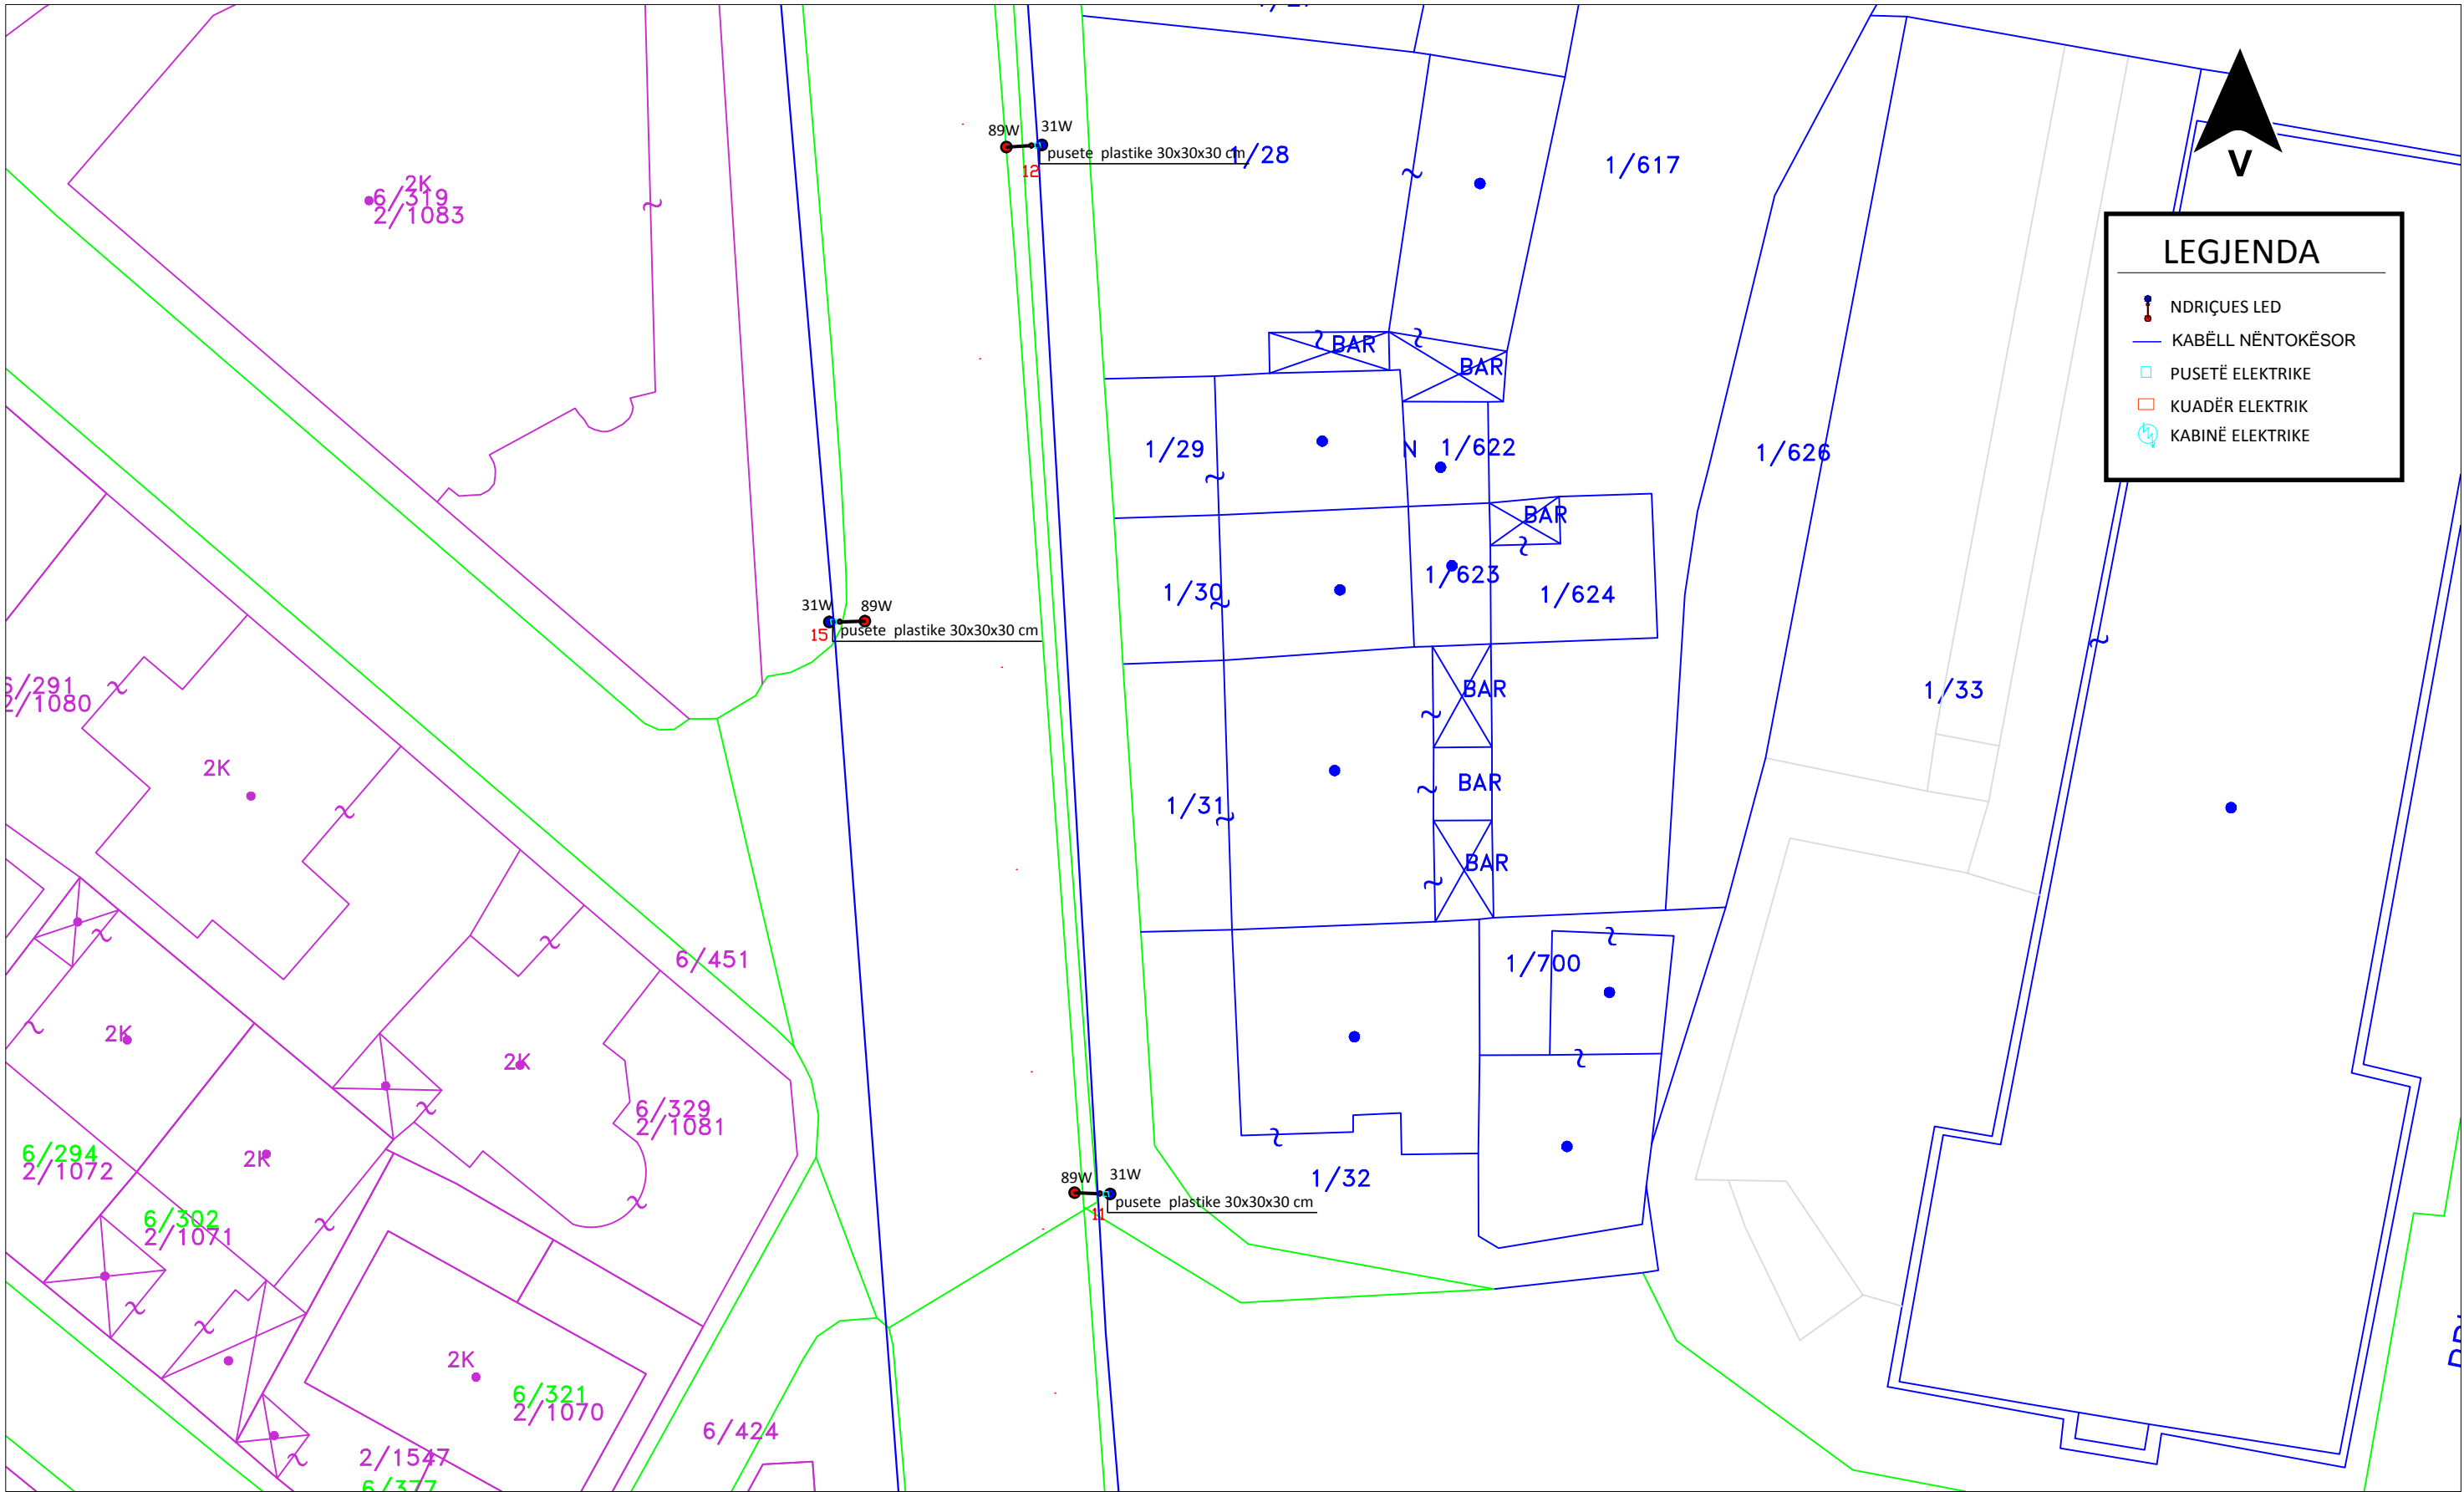 89W
31W
pusete plastike 30x30x30 cm
12
1/28
1/617
V
2K
6/319
2/1083
LEGJENDA
NDRIÇUES LED
KABËLL NËNTOKËSOR
PUSETË ELEKTRIKE
KUADËR ELEKTRIK
KABINË ELEKTRIKE
BAR
BAR
1/29
N
1/622
1/626
BAR
1/30
1/623
1/624
31W
89W
15
pusete plastike 30x30x30 cm
6/291
2/1080
BAR
1/33
2K
BAR
1/31
BAR
6/451
1/700
2K
2K
6/329
2/1081
6/294
2/1072
2K
89W
31W
11
pusete plastike 30x30x30 cm
1/32
6/302
2/1071
2K
6/321
2/1070
6/424
2/1547
6/377